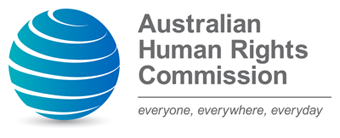 Australian
Human Rights
Commission
everyone, everywhere, everyday